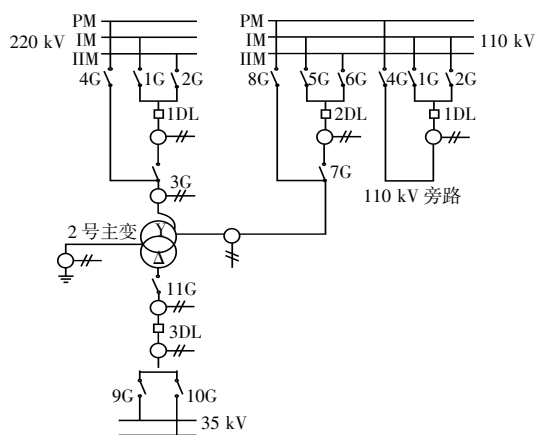 PM
220 kV IM
IIM
4G 1G 2G
1DL
3G
PM
IM 110 kV
IIM
8G 5G 6G 4G 1G 2G
2DL 1DL
7G
110 kV 旁路
2 号主变
Y
Δ
11G
3DL
9G 10G
35 kV